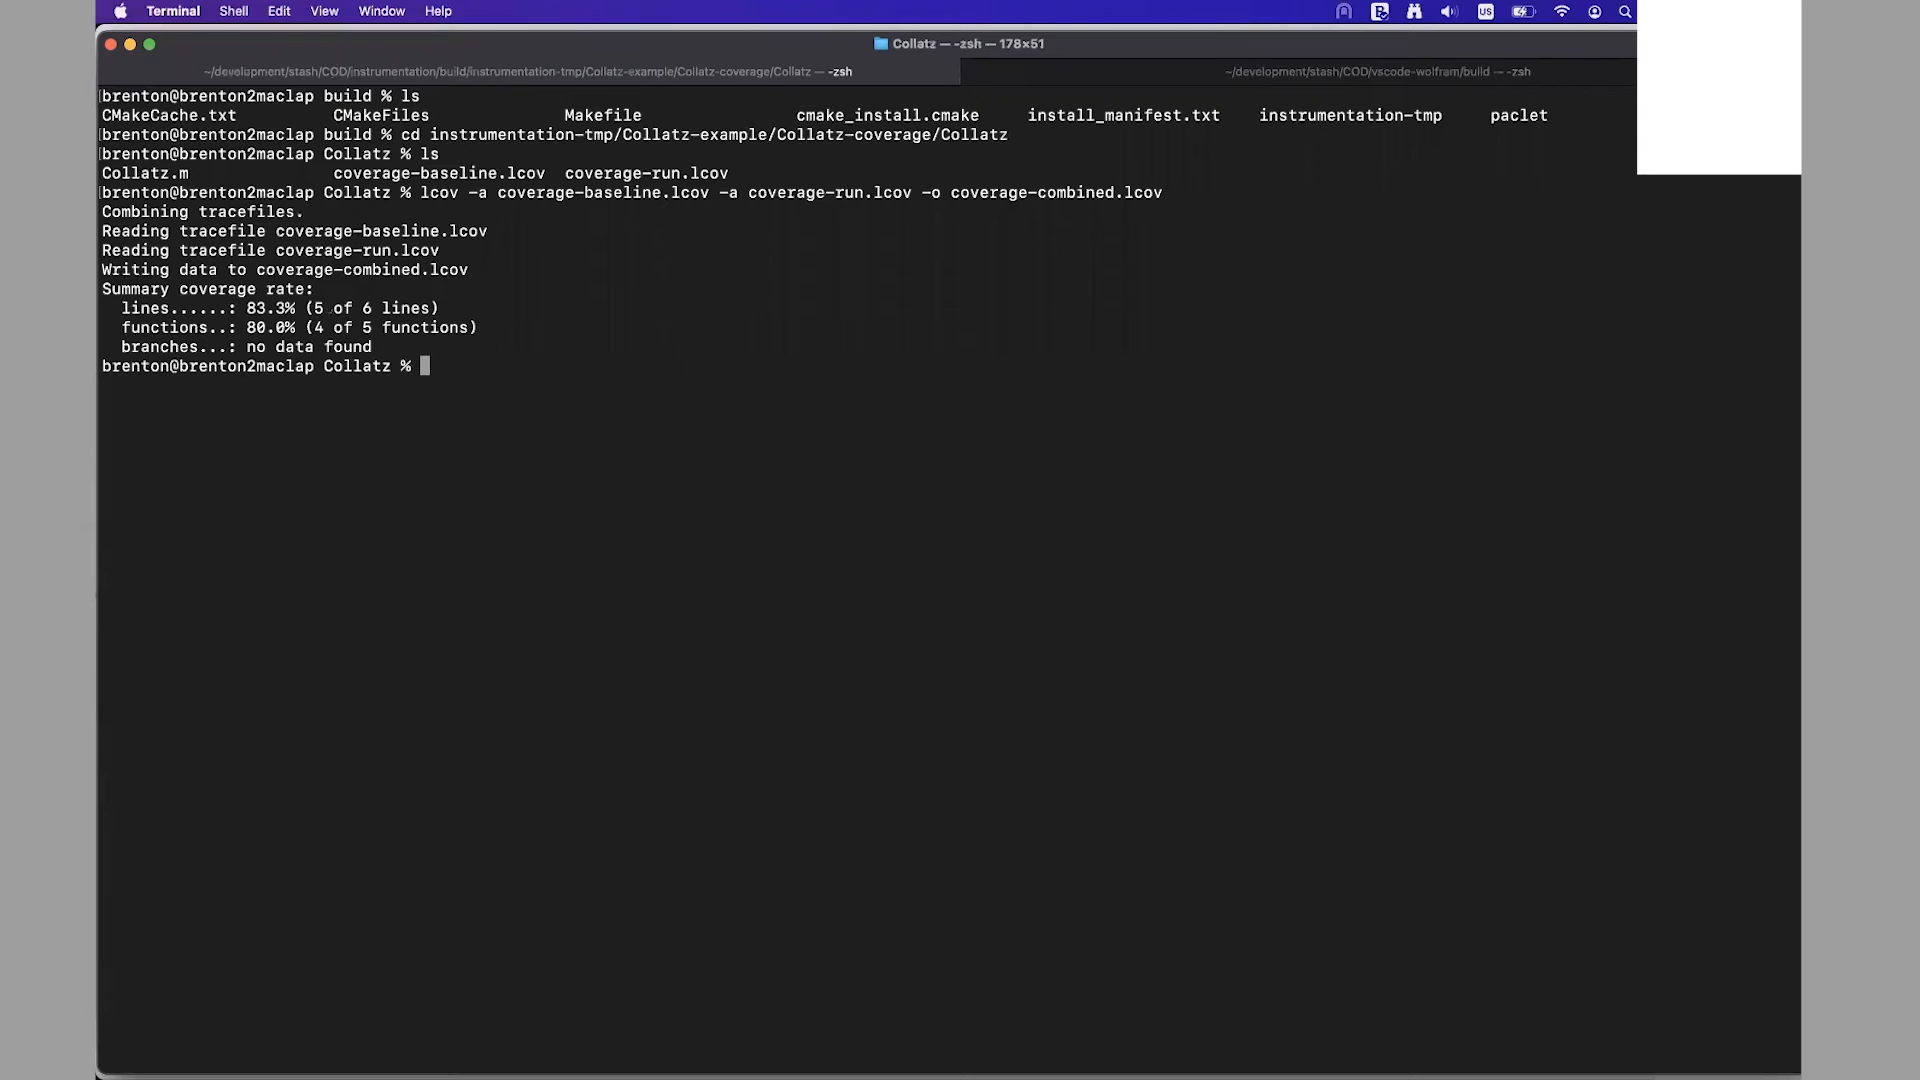 Terminal Shell Edit View Window Help US
Collatz — -zsh — 178×51
~/development/stash/COD/instrumentation/build/instrumentation-tmp/Collatz-example/Collatz-coverage/Collatz — -zsh ~/development/stash/COD/vscode-wolfram/build — -zsh
[brenton@brenton2maclap build % ls
CMakeCache.txt CMakeFiles Makefile cmake_install.cmake install_manifest.txt instrumentation-tmp paclet
[brenton@brenton2maclap build % cd instrumentation-tmp/Collatz-example/Collatz-coverage/Collatz
[brenton@brenton2maclap Collatz % ls
Collatz.m coverage-baseline.lcov coverage-run.lcov
[brenton@brenton2maclap Collatz % lcov -a coverage-baseline.lcov -a coverage-run.lcov -o coverage-combined.lcov
Combining tracefiles.
Reading tracefile coverage-baseline.lcov
Reading tracefile coverage-run.lcov
Writing data to coverage-combined.lcov
Summary coverage rate:
lines......: 83.3% (5 of 6 lines)
functions..: 80.0% (4 of 5 functions)
branches...: no data found
brenton@brenton2maclap Collatz %